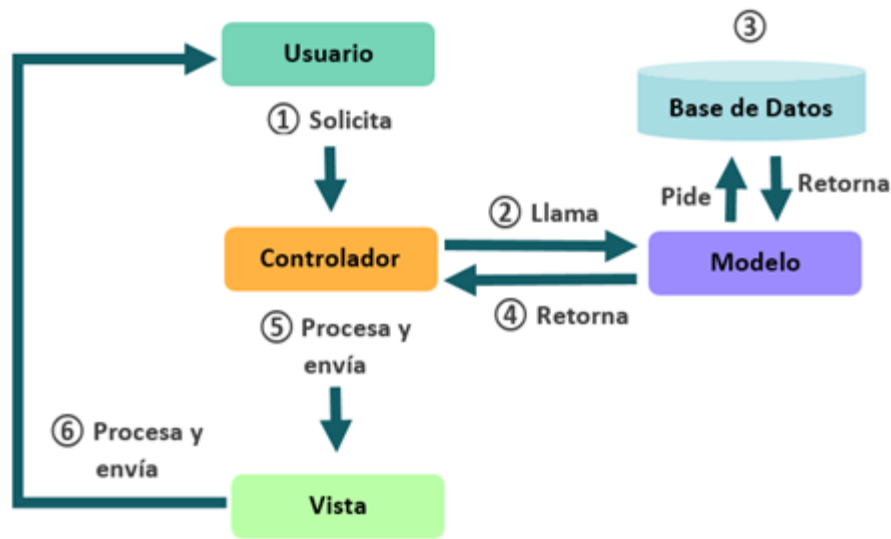 ③
Usuario
Base de Datos
① Solicita
Pide
Retorna
② Llama
Controlador
Modelo
④ Retorna
⑤ Procesa y
envía
⑥ Procesa y
envía
Vista